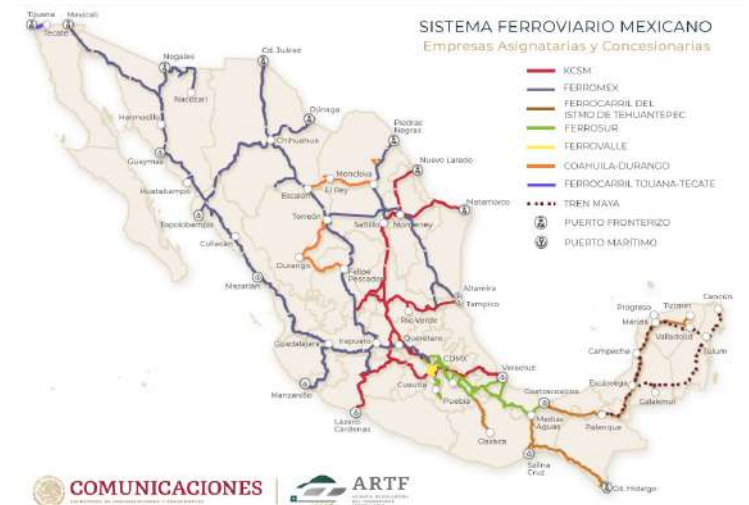 SISTEMA FERROVIARIO MEXICANO
Empresas Asignatarias y Concesionarias
KCSM
FERROMEX
FERROCARRIL DEL
ISTMO DE TEHUANTEPEC
FERROSUR
FERROVALLE
COAHUILA-DURANGO
FERROCARRIL TIJUANA-TECATE
TREN MAYA
PUERTO FRONTERIZO
PUERTO MARÍTIMO
Tijuana
Mexicali
Tecate
Nogales
Cd. Juárez
Nacozari
Hermosillo
Ojinaga
Chihuahua
Piedras
Negras
Guaymas
Huatabampo
Escalón
El Rey
Monclova
Nuevo Laredo
Topolobampo
Torreón
Saltillo
Monterrey
Matamoros
Culiacán
Durango
Felipe
Pescador
Mazatlán
Altamira
Tampico
Río Verde
Guadalajara
Irapuato
Querétaro
CDMX
Veracruz
Manzanillo
Cuautla
Puebla
Lázaro
Cárdenas
Oaxaca
Coatzacoalcos
Medias
Aguas
Salina
Cruz
Cd. Hidalgo
Palenque
Escárcega
Calakmul
Campeche
Progreso
Mérida
Tizimín
Valladolid
Cancún
Tulum
COMUNICACIONES
ARTF